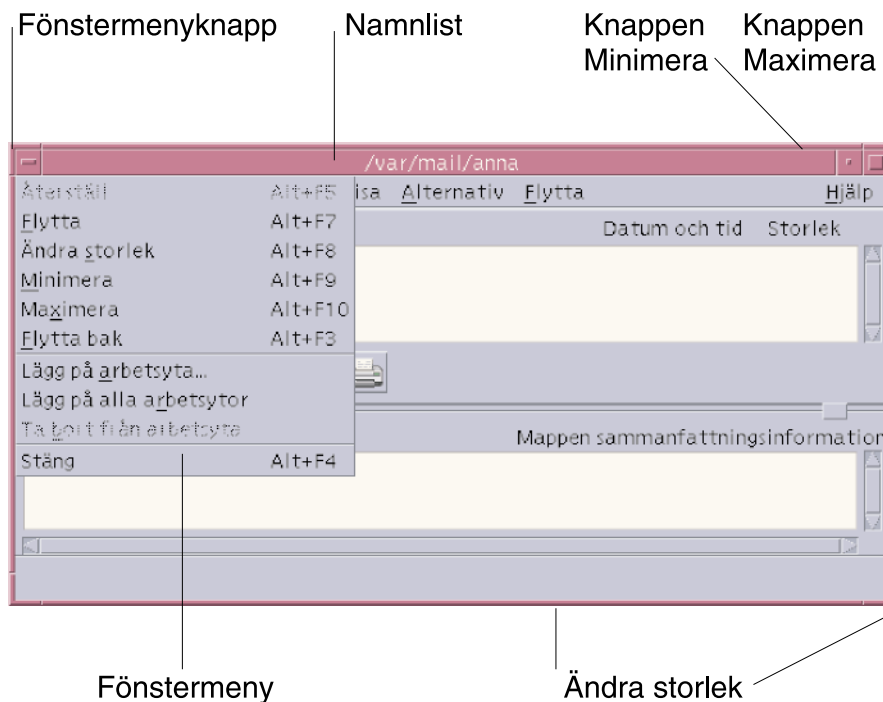 Fönstermenyknapp Namnlist Knappen Minimera Knappen Maximera
/var/mail/anna
isa Alternativ Flytta Hjälp
Återställ Alt+F5
Flytta Alt+F7
Ändra storlek Alt+F8
Minimera Alt+F9
Maximera Alt+F10
Flytta bak Alt+F3
Lägg på arbetsyta...
Lägg på alla arbetsytor
Ta bort från arbetsyta
Stäng Alt+F4
Datum och tid Storlek
Mappen sammanfattningsinformation
Fönstermeny Ändra storlek